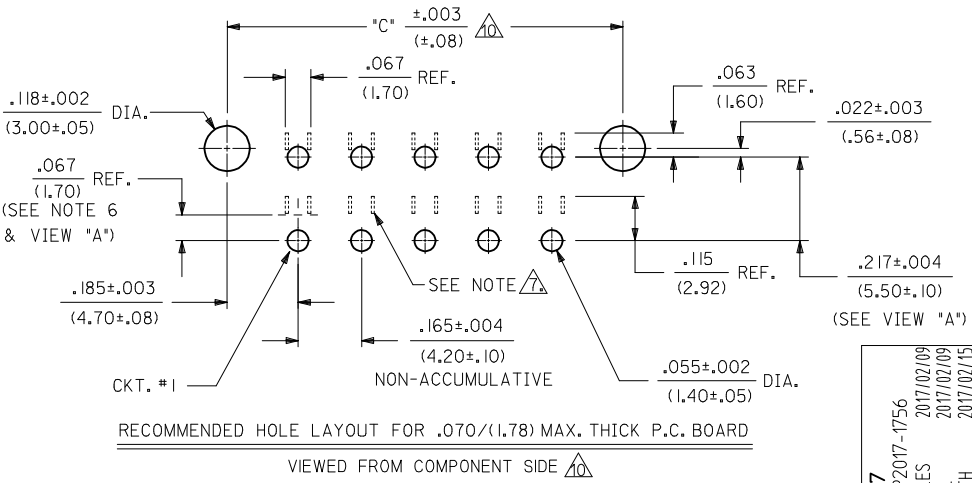 "C" ±.003
(±.08) 10
.067
(1.70) REF.
.063
(1.60) REF.
.118±.002
(3.00±.05) DIA.
.022±.003
(.56±.08)
.067
(1.70) REF.
(SEE NOTE 6
& VIEW "A")
SEE NOTE 7.
.115
(2.92) REF.
.217±.004
(5.50±.10)
(SEE VIEW "A")
.185±.003
(4.70±.08)
.165±.004
(4.20±.10)
NON-ACCUMULATIVE
CKT. #1
.055±.002
(1.40±.05) DIA.
RECOMMENDED HOLE LAYOUT FOR .070/(1.78) MAX. THICK P.C. BOARD
VIEWED FROM COMPONENT SIDE 10
2017-1756
2017/02/09
2017/02/09
2017/02/15